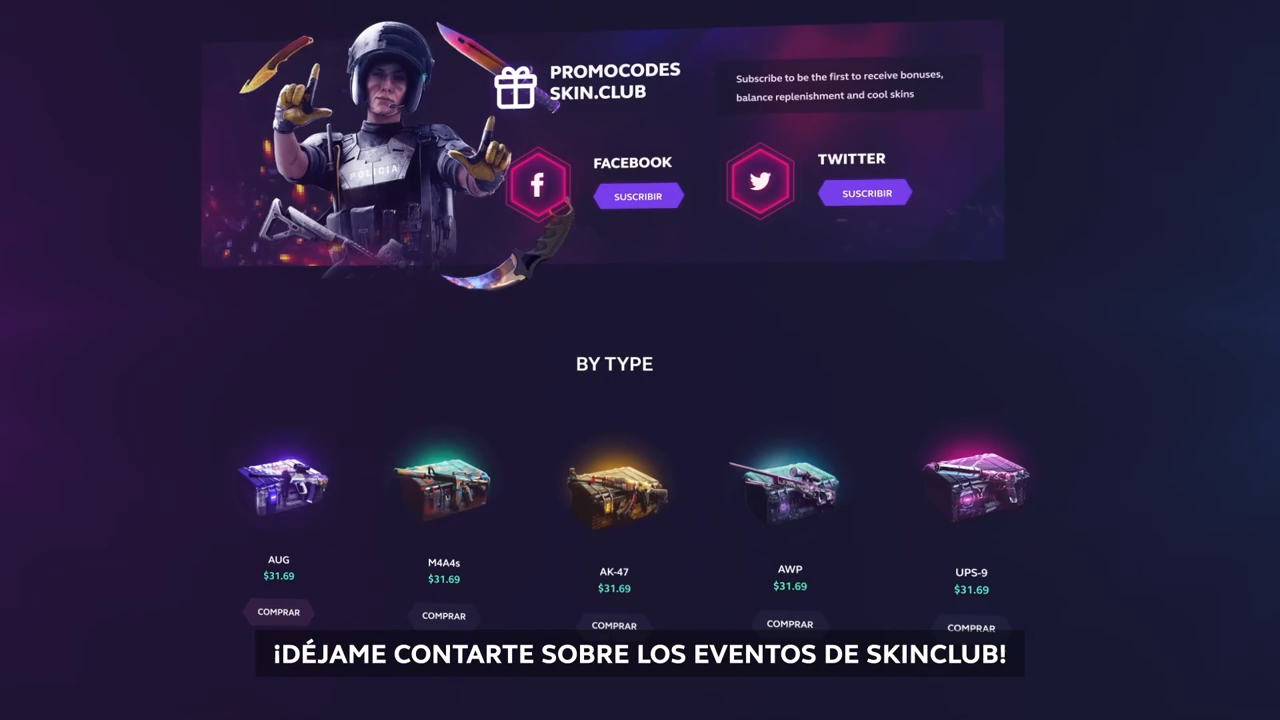 PROMOCODES
SKIN.CLUB
Subscribe to be the first to receive bonuses,
balance replenishment and cool skins
FACEBOOK
SUSCRIBIR
TWITTER
SUSCRIBIR
POLICIA
BY TYPE
AUG
$31.69
COMPRAR
M4A4s
$31.69
COMPRAR
AK-47
$31.69
COMPRAR
AWP
$31.69
COMPRAR
UPS-9
$31.69
COMPRAR
¡DÉJAME CONTARTE SOBRE LOS EVENTOS DE SKINCLUB!